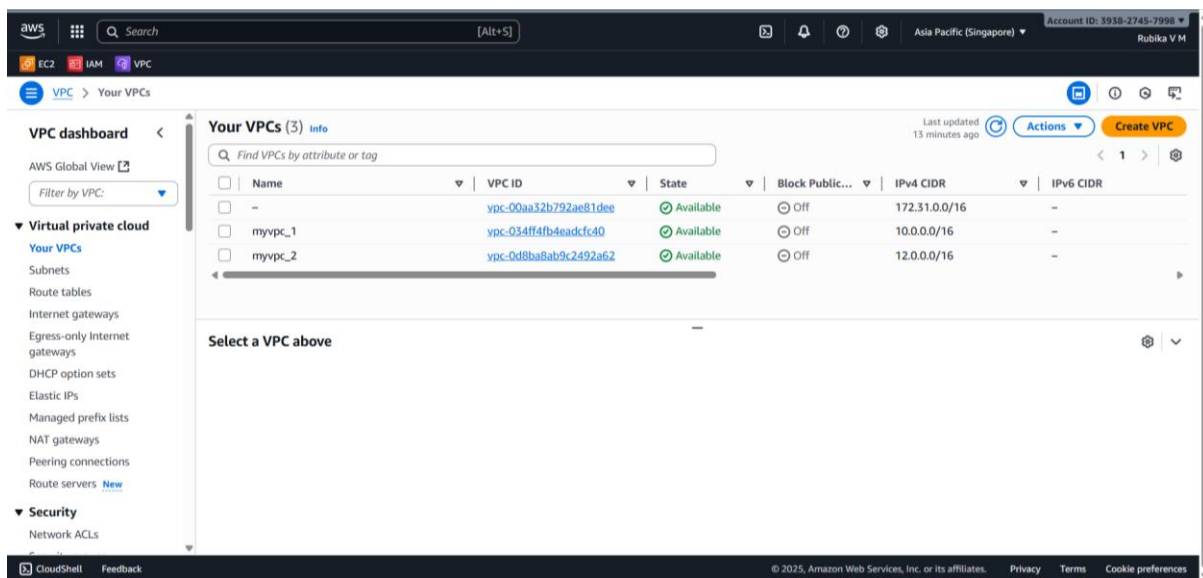 aws
Search [Alt+S]
Asia Pacific (Singapore)
Account ID: 3938-2745-7998
Rubika V M
EC2 IAM VPC
VPC > Your VPCs
VPC dashboard
AWS Global View
Filter by VPC:
Virtual private cloud
Your VPCs
Subnets
Route tables
Internet gateways
Egress-only Internet
gateways
DHCP option sets
Elastic IPs
Managed prefix lists
NAT gateways
Peering connections
Route servers New
Security
Network ACLs
Your VPCs (3) Info
Last updated
13 minutes ago
Actions
Create VPC
Find VPCs by attribute or tag
< 1 >
Name VPC ID State Block Public... IPv4 CIDR IPv6 CIDR
– vpc-00aa32b792ae81dee Available Off 172.31.0.0/16 –
myvpc_1 vpc-034ff4fb4eadcfc40 Available Off 10.0.0.0/16 –
myvpc_2 vpc-0d8ba8ab9c2492a62 Available Off 12.0.0.0/16 –
Select a VPC above
CloudShell Feedback
© 2025, Amazon Web Services, Inc. or its affiliates. Privacy Terms Cookie preferences